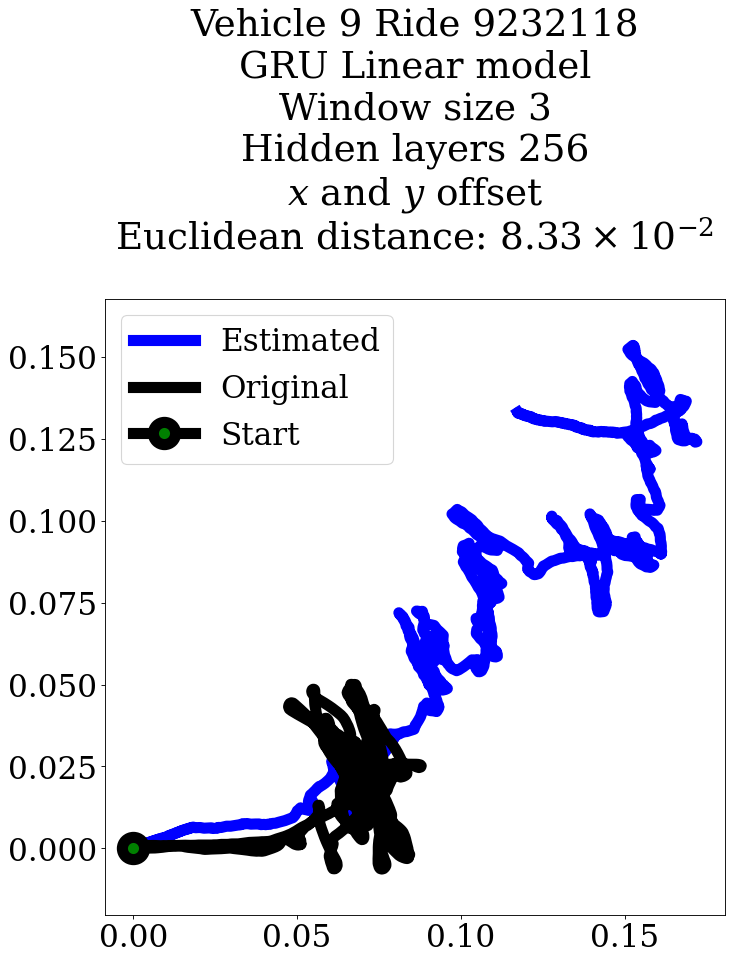 Vehicle 9 Ride 9232118
GRU Linear model
Window size 3
Hidden layers 256
x and y offset
Euclidean distance: 8.33 × 10⁻²
Estimated
Original
Start
0.150
0.125
0.100
0.075
0.050
0.025
0.000
0.00 0.05 0.10 0.15